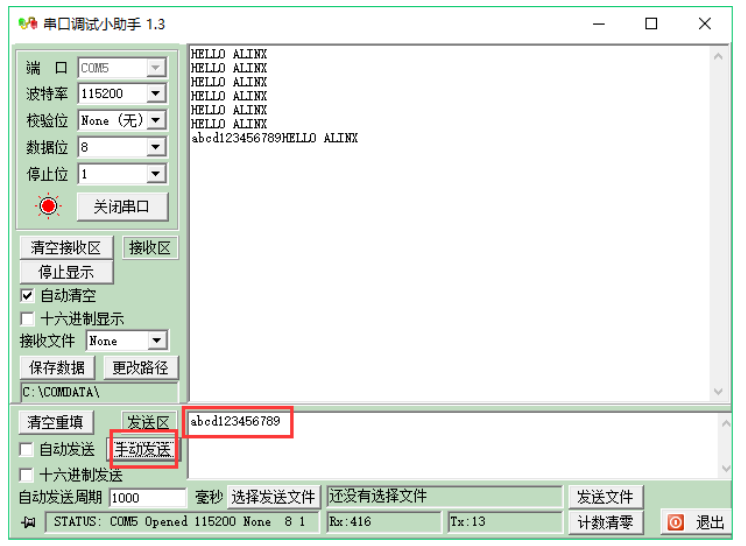 串口调试小助手 1.3
端 口 COM5
波特率 115200
校验位 None (无)
数据位 8
停止位 1
关闭串口
清空接收区 接收区
停止显示
自动清空
十六进制显示
接收文件 None
保存数据 更改路径
C:\COMDATA\
HELLO ALINX
HELLO ALINX
HELLO ALINX
HELLO ALINX
HELLO ALINX
HELLO ALINX
abcd123456789HELLO ALINX
清空重填 发送区
自动发送 手动发送
十六进制发送
abcd123456789
自动发送周期 1000 毫秒 选择发送文件 还没有选择文件 发送文件
STATUS: COM5 Opened 115200 None 8 1 Rx:416 Tx:13 计数清零 退出